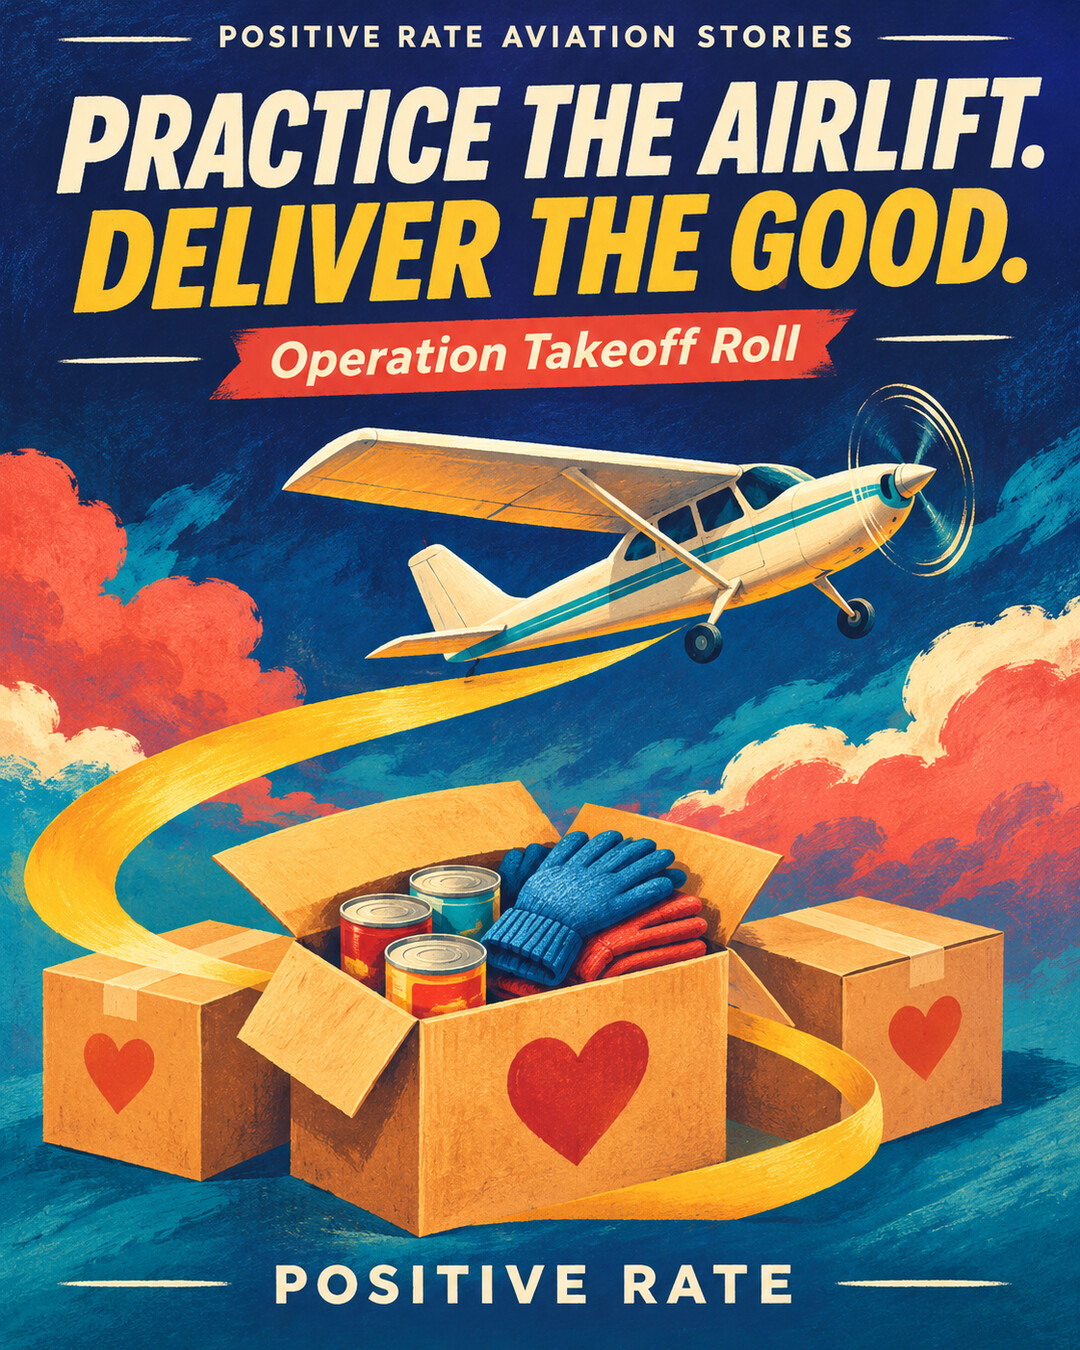 POSITIVE RATE AVIATION STORIES
PRACTICE THE AIRLIFT.
DELIVER THE GOOD.
Operation Takeoff Roll
POSITIVE RATE